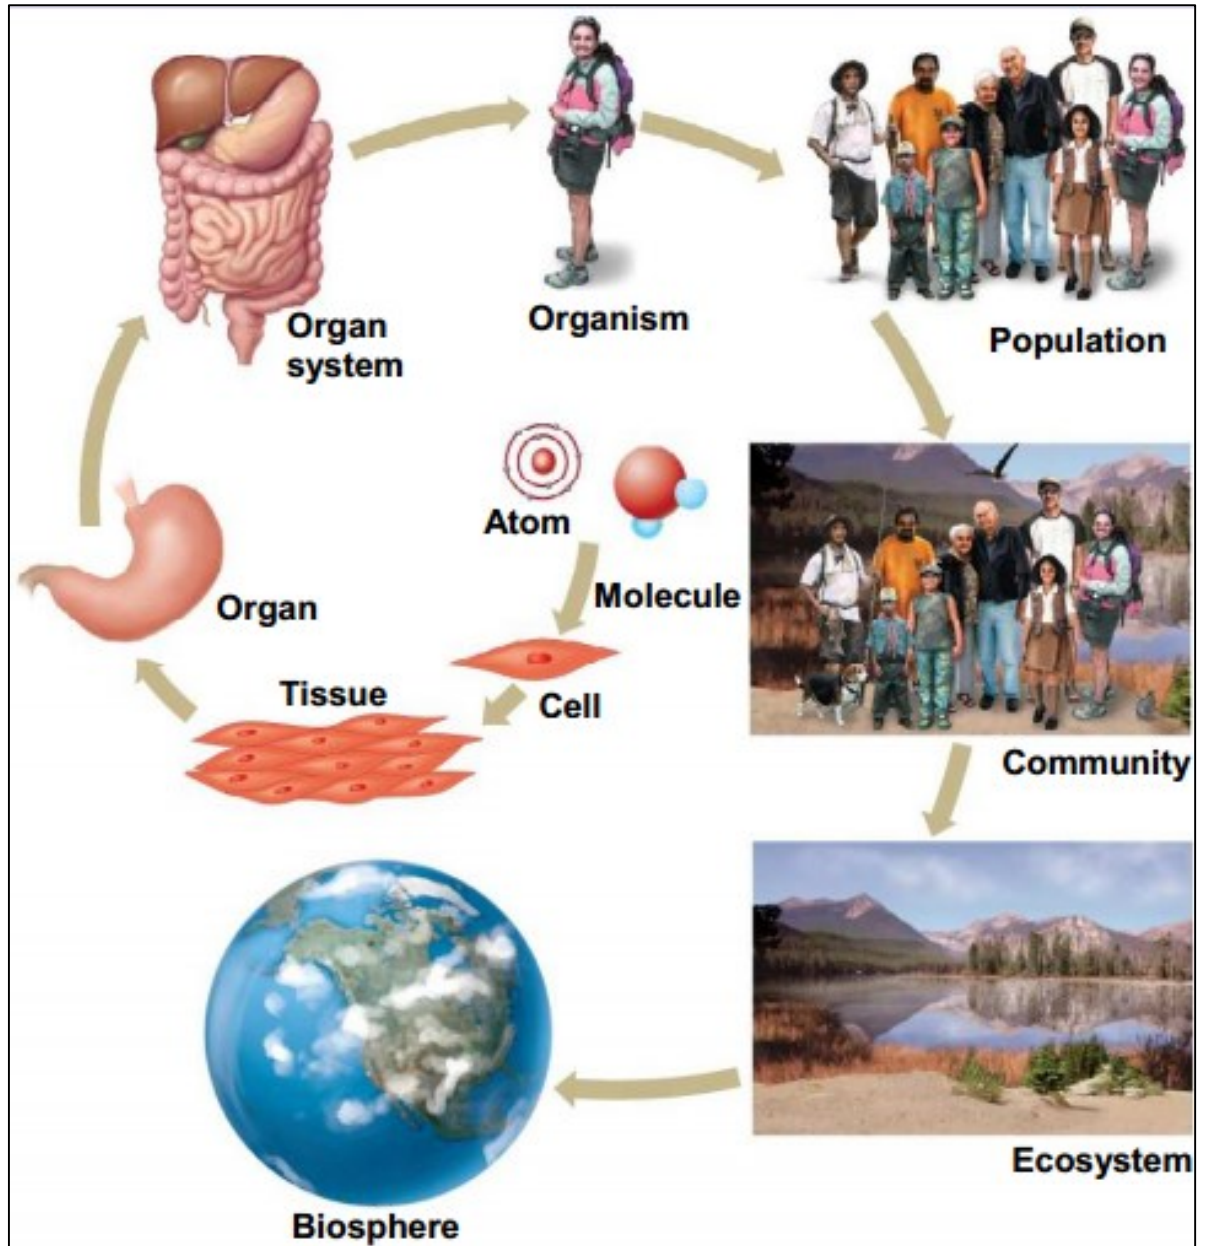 Atom
Molecule
Cell
Tissue
Organ
Organ
system
Organism
Population
Community
Ecosystem
Biosphere